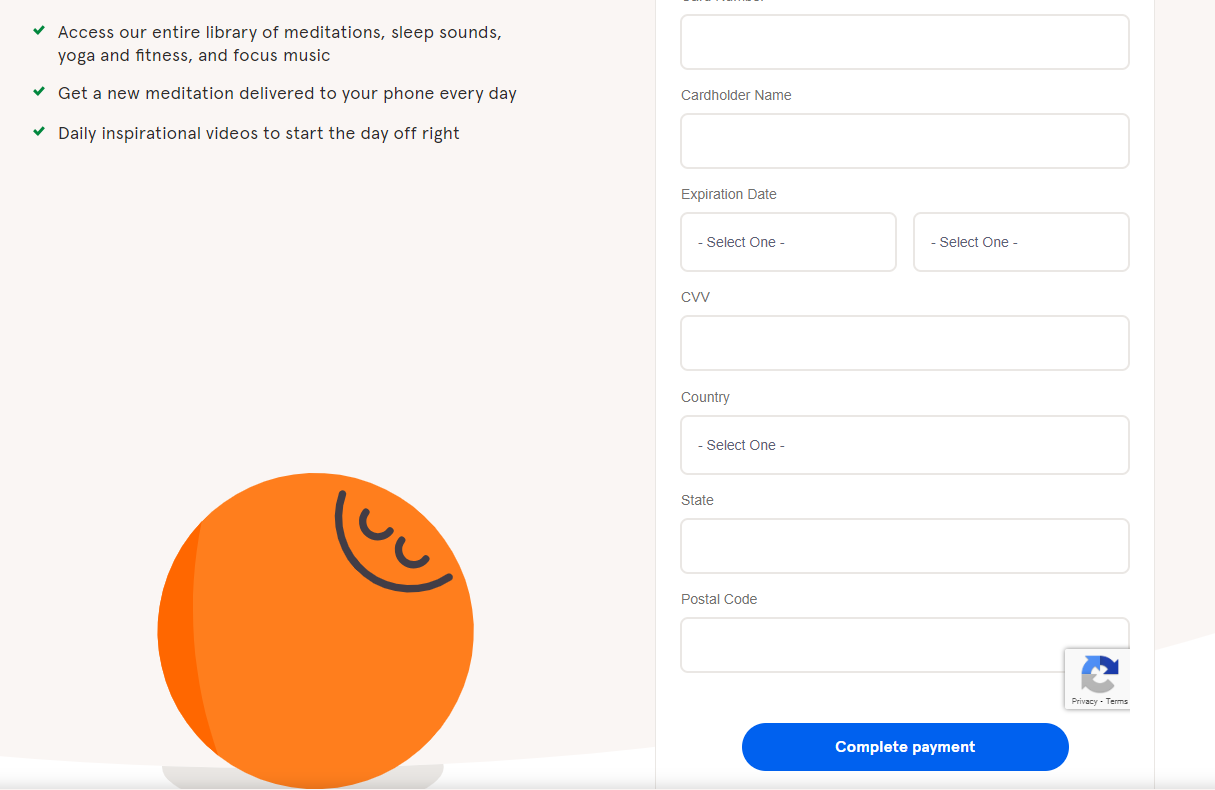 Access our entire library of meditations, sleep sounds,
yoga and fitness, and focus music
Get a new meditation delivered to your phone every day
Daily inspirational videos to start the day off right
Card Number
Cardholder Name
Expiration Date
- Select One -
- Select One -
CVV
Country
- Select One -
State
Postal Code
Privacy - Terms
Complete payment